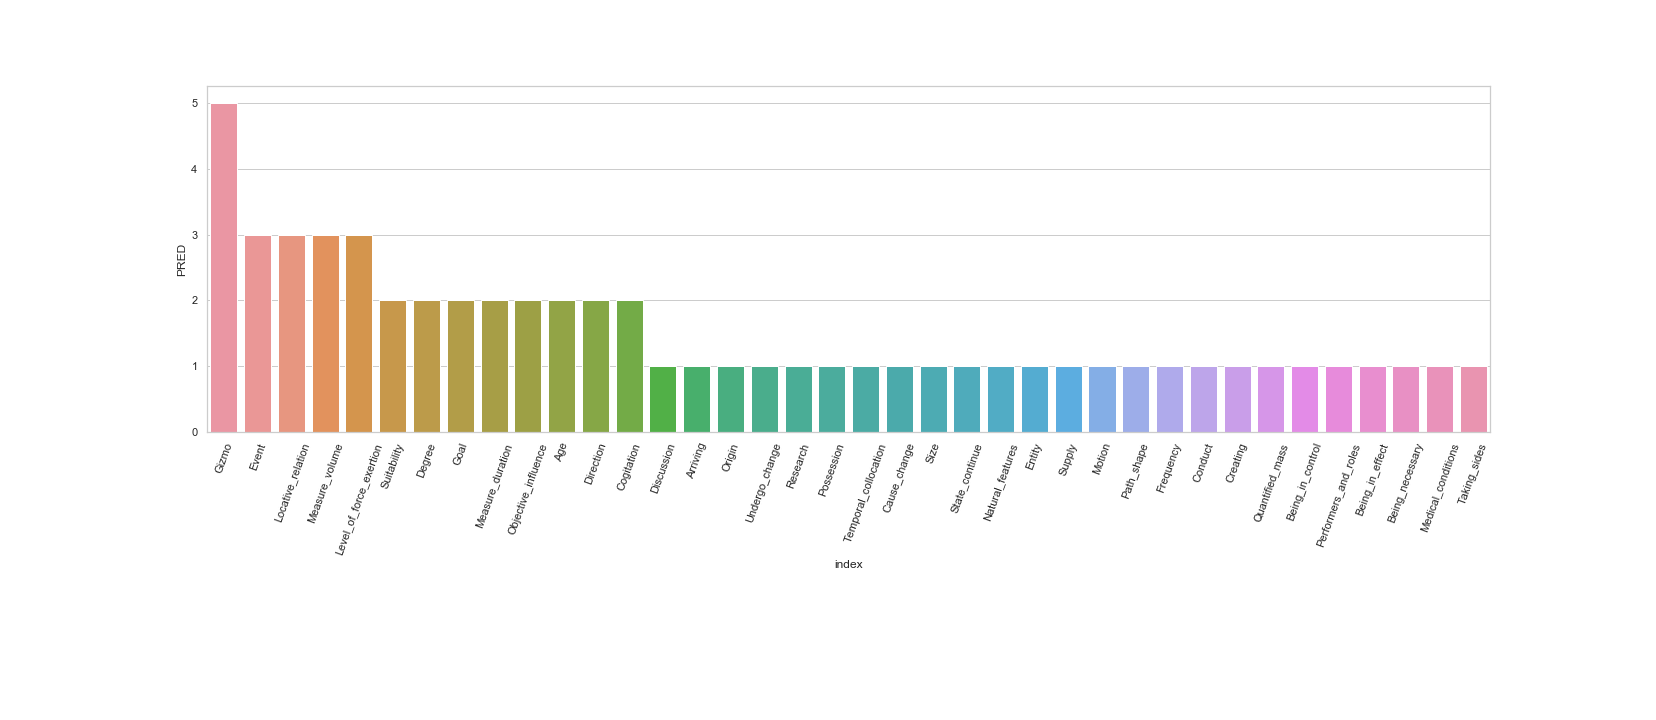 5
4
3
2
1
0
PRED
Gizmo
Event
Locative_relation
Measure_volume
Level_of_force_exertion
Suitability
Degree
Goal
Measure_duration
Objective_influence
Age
Direction
Cogitation
Discussion
Arriving
Origin
Undergo_change
Research
Possession
Temporal_collocation
Cause_change
Size
State_continue
Natural_features
Entity
Supply
Motion
Path_shape
Frequency
Conduct
Creating
Quantified_mass
Being_in_control
Performers_and_roles
Being_in_effect
Being_necessary
Medical_conditions
Taking_sides
index